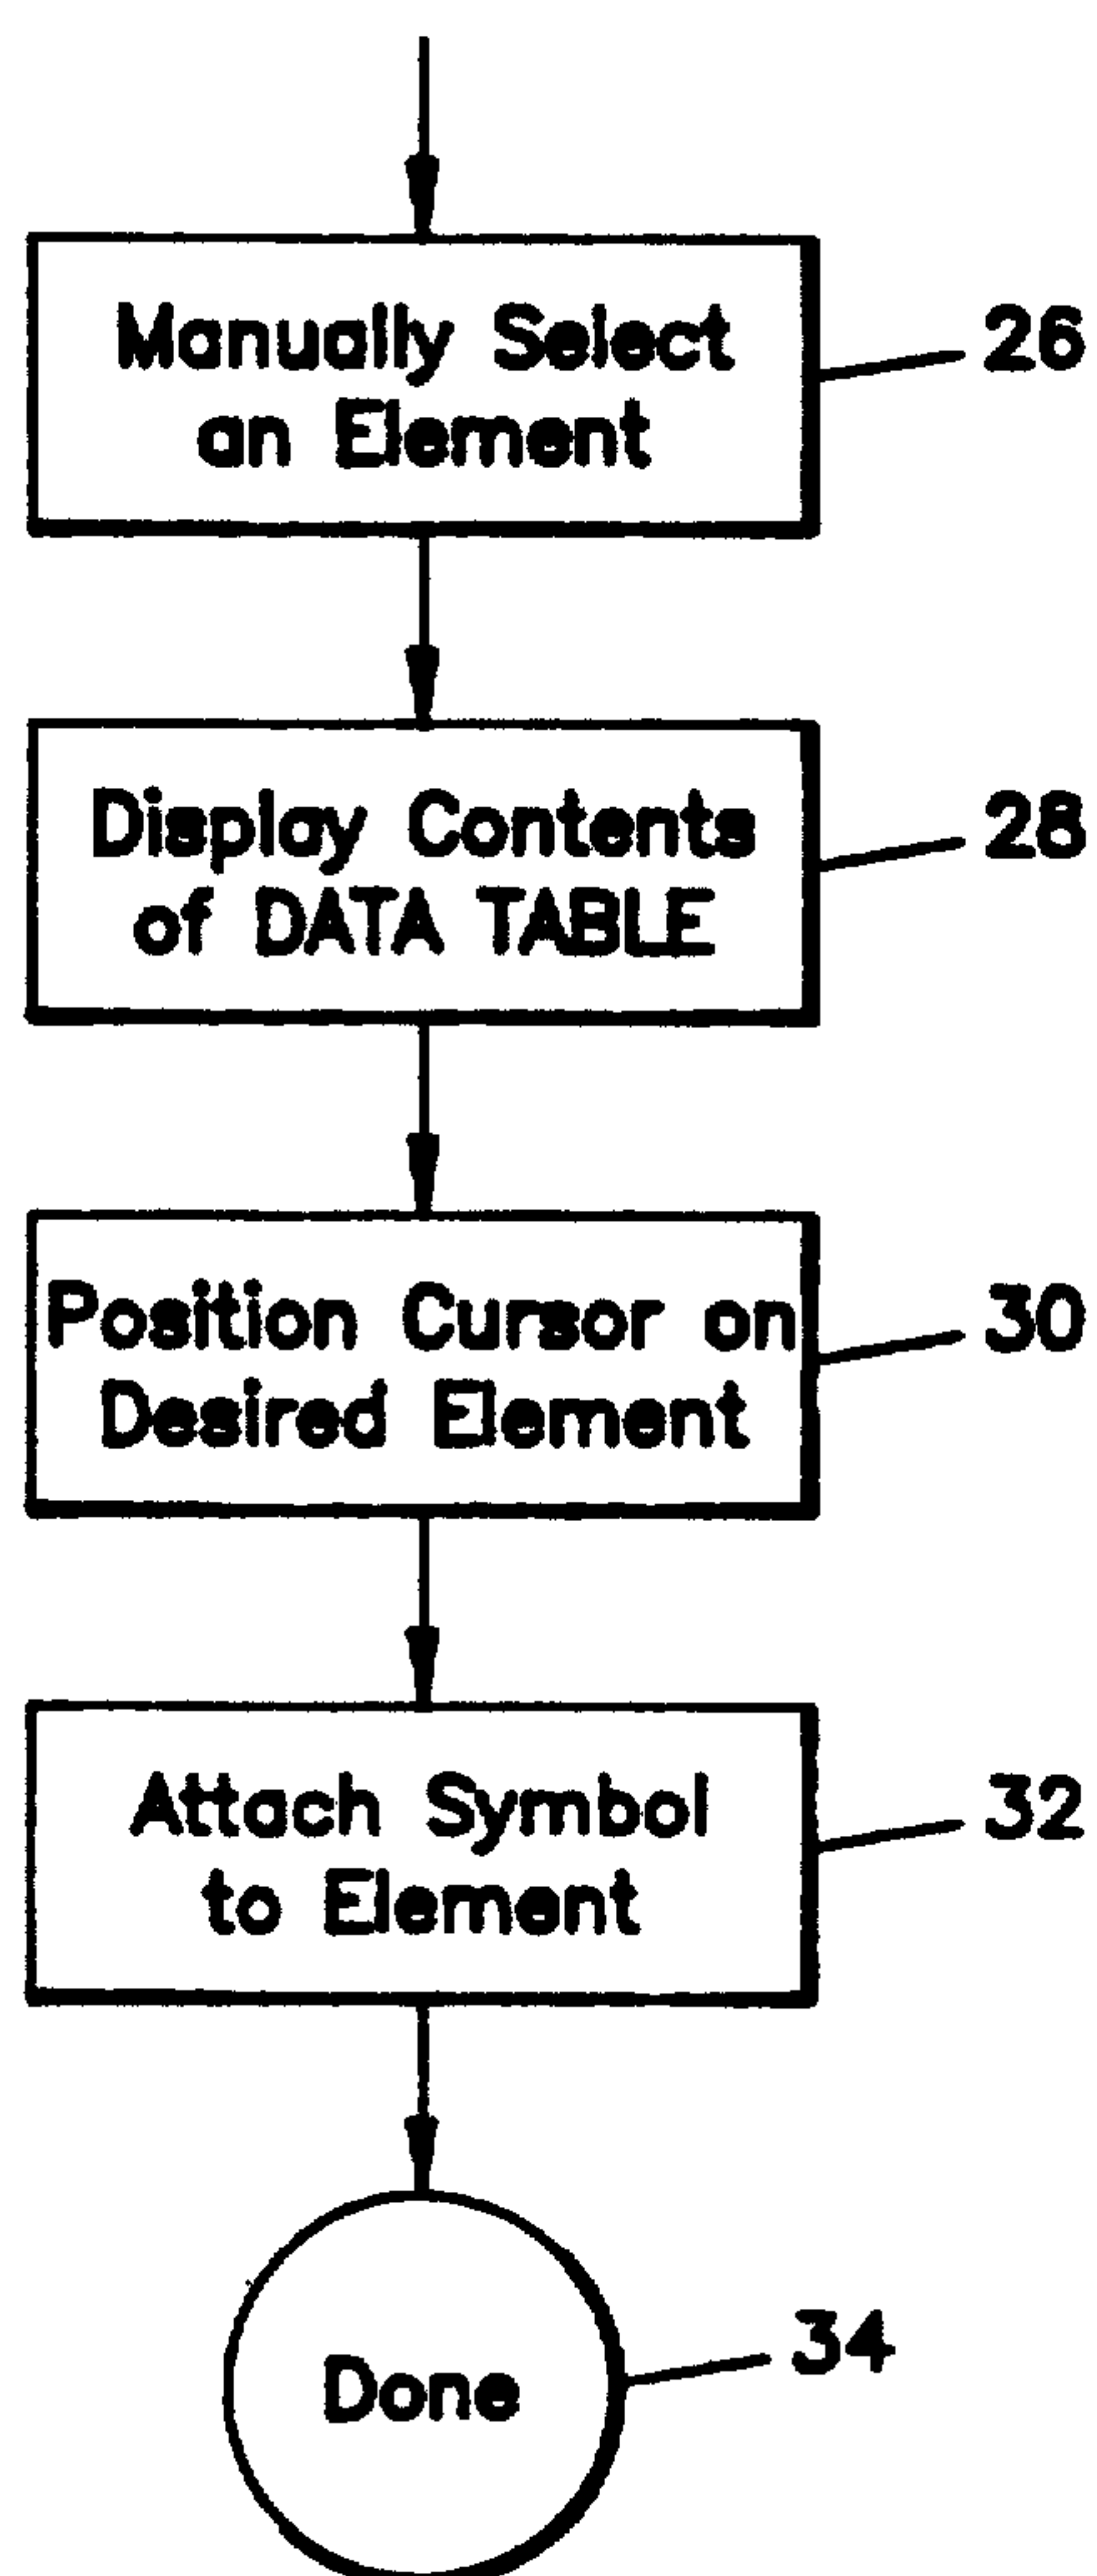 Manually Select
an Element
26
Display Contents
of DATA TABLE
28
Position Cursor on
Desired Element
30
Attach Symbol
to Element
32
Done
34